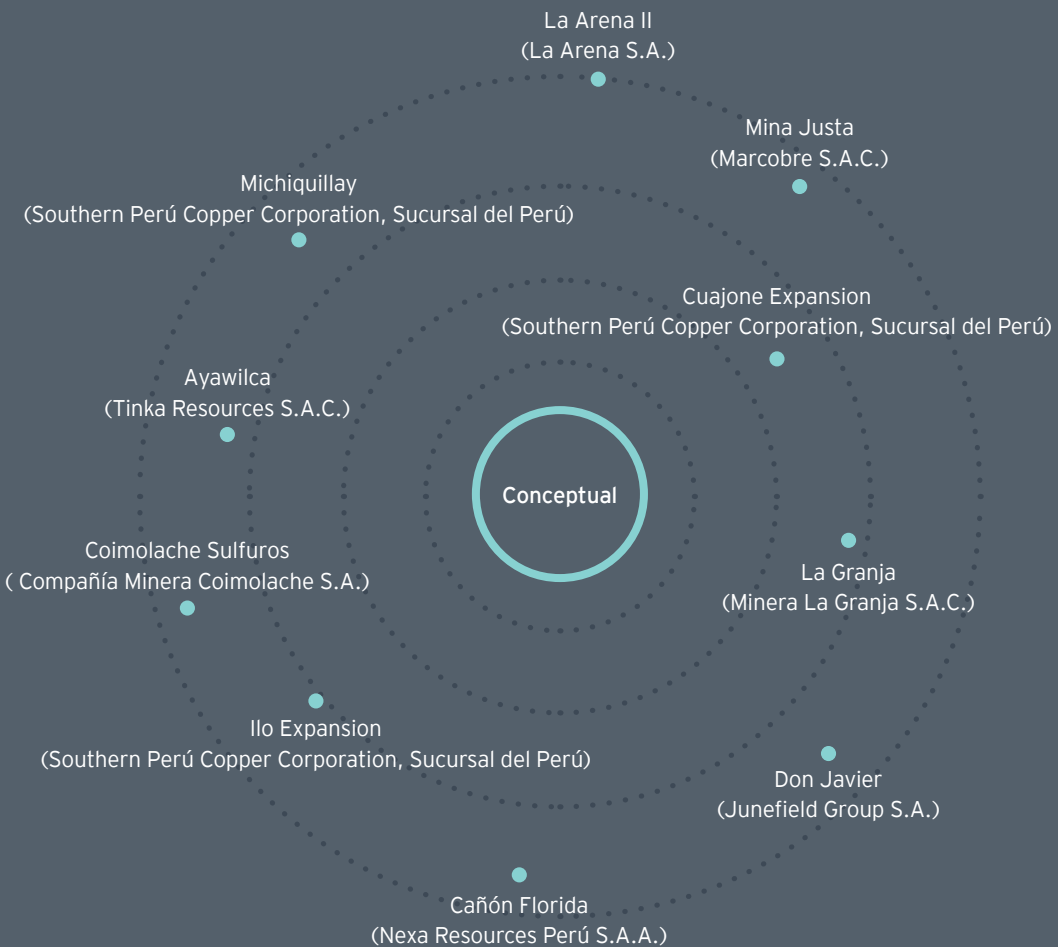 La Arena II
(La Arena S.A.)
Mina Justa
(Marcobre S.A.C.)
Michiquillay
(Southern Perú Copper Corporation, Sucursal del Perú)
Cuajone Expansion
(Southern Perú Copper Corporation, Sucursal del Perú)
Ayawilca
(Tinka Resources S.A.C.)
Conceptual
Coimolache Sulfuros
( Compañía Minera Coimolache S.A.)
La Granja
(Minera La Granja S.A.C.)
Ilo Expansion
(Southern Perú Copper Corporation, Sucursal del Perú)
Don Javier
(Junefield Group S.A.)
Cañón Florida
(Nexa Resources Perú S.A.A.)